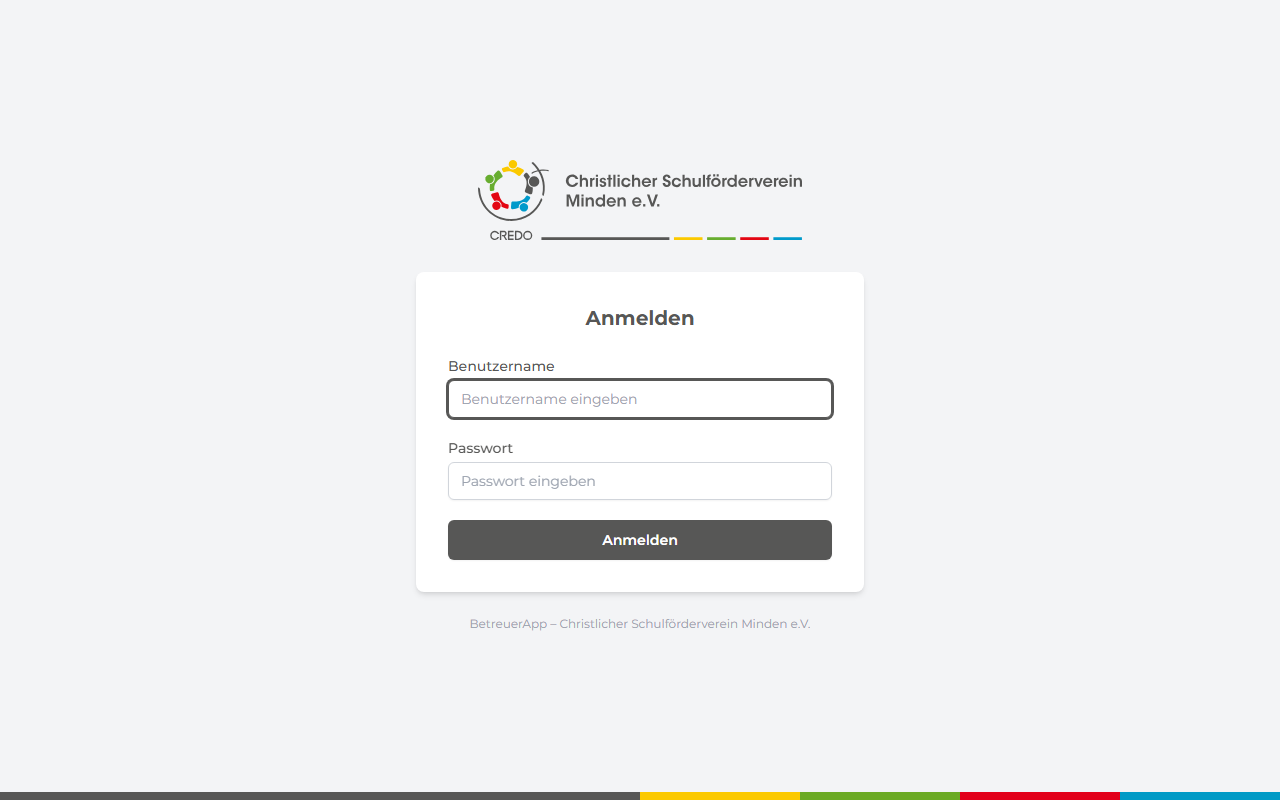 Christlicher Schulförderverein
Minden e.V.
CREDO
Anmelden
Benutzername
Benutzername eingeben
Passwort
Passwort eingeben
Anmelden
BetreuerApp – Christlicher Schulförderverein Minden e.V.